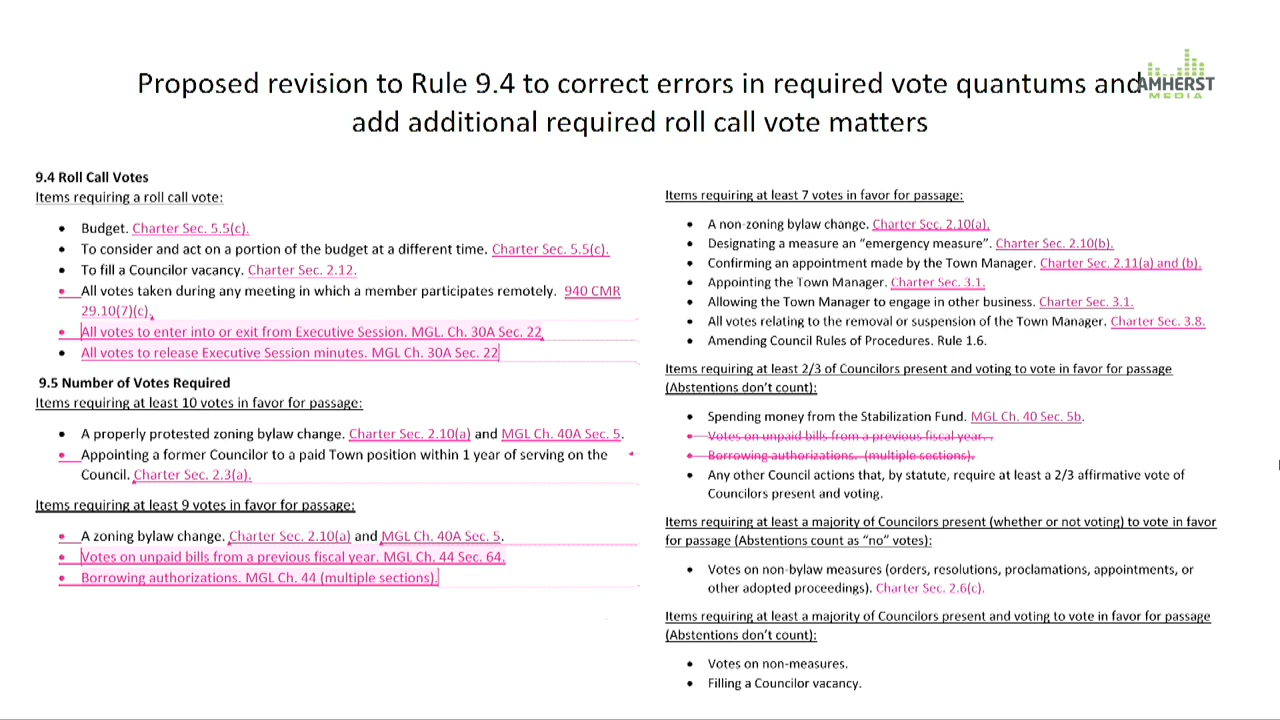 Proposed revision to Rule 9.4 to correct errors in required vote quantums and
add additional required roll call vote matters
AMHERST
MEDIA
9.4 Roll Call Votes
Items requiring a roll call vote:
• Budget. Charter Sec. 5.5(c).
• To consider and act on a portion of the budget at a different time. Charter Sec. 5.5(c).
• To fill a Councilor vacancy. Charter Sec. 2.12.
• All votes taken during any meeting in which a member participates remotely. 940 CMR
29.10(7)(c).
• All votes to enter into or exit from Executive Session. MGL. Ch. 30A Sec. 22
• All votes to release Executive Session minutes. MGL Ch. 30A Sec. 22
9.5 Number of Votes Required
Items requiring at least 10 votes in favor for passage:
• A properly protested zoning bylaw change. Charter Sec. 2.10(a) and MGL Ch. 40A Sec. 5.
• Appointing a former Councilor to a paid Town position within 1 year of serving on the
Council. Charter Sec. 2.3(a).
Items requiring at least 9 votes in favor for passage:
• A zoning bylaw change. Charter Sec. 2.10(a) and MGL Ch. 40A Sec. 5.
• Votes on unpaid bills from a previous fiscal year. MGL Ch. 44 Sec. 64.
• Borrowing authorizations. MGL Ch. 44 (multiple sections).
Items requiring at least 7 votes in favor for passage:
• A non-zoning bylaw change. Charter Sec. 2.10(a).
• Designating a measure an “emergency measure”. Charter Sec. 2.10(b).
• Confirming an appointment made by the Town Manager. Charter Sec. 2.11(a) and (b).
• Appointing the Town Manager. Charter Sec. 3.1.
• Allowing the Town Manager to engage in other business. Charter Sec. 3.1.
• All votes relating to the removal or suspension of the Town Manager. Charter Sec. 3.8.
• Amending Council Rules of Procedures. Rule 1.6.
Items requiring at least 2/3 of Councilors present and voting to vote in favor for passage
(Abstentions don’t count):
• Spending money from the Stabilization Fund. MGL Ch. 40 Sec. 5b.
• Votes on unpaid bills from a previous fiscal year. .
• Borrowing authorizations. (multiple sections).
• Any other Council actions that, by statute, require at least a 2/3 affirmative vote of
Councilors present and voting.
Items requiring at least a majority of Councilors present (whether or not voting) to vote in favor
for passage (Abstentions count as “no” votes):
• Votes on non-bylaw measures (orders, resolutions, proclamations, appointments, or
other adopted proceedings). Charter Sec. 2.6(c).
Items requiring at least a majority of Councilors present and voting to vote in favor for passage
(Abstentions don’t count):
• Votes on non-measures.
• Filling a Councilor vacancy.